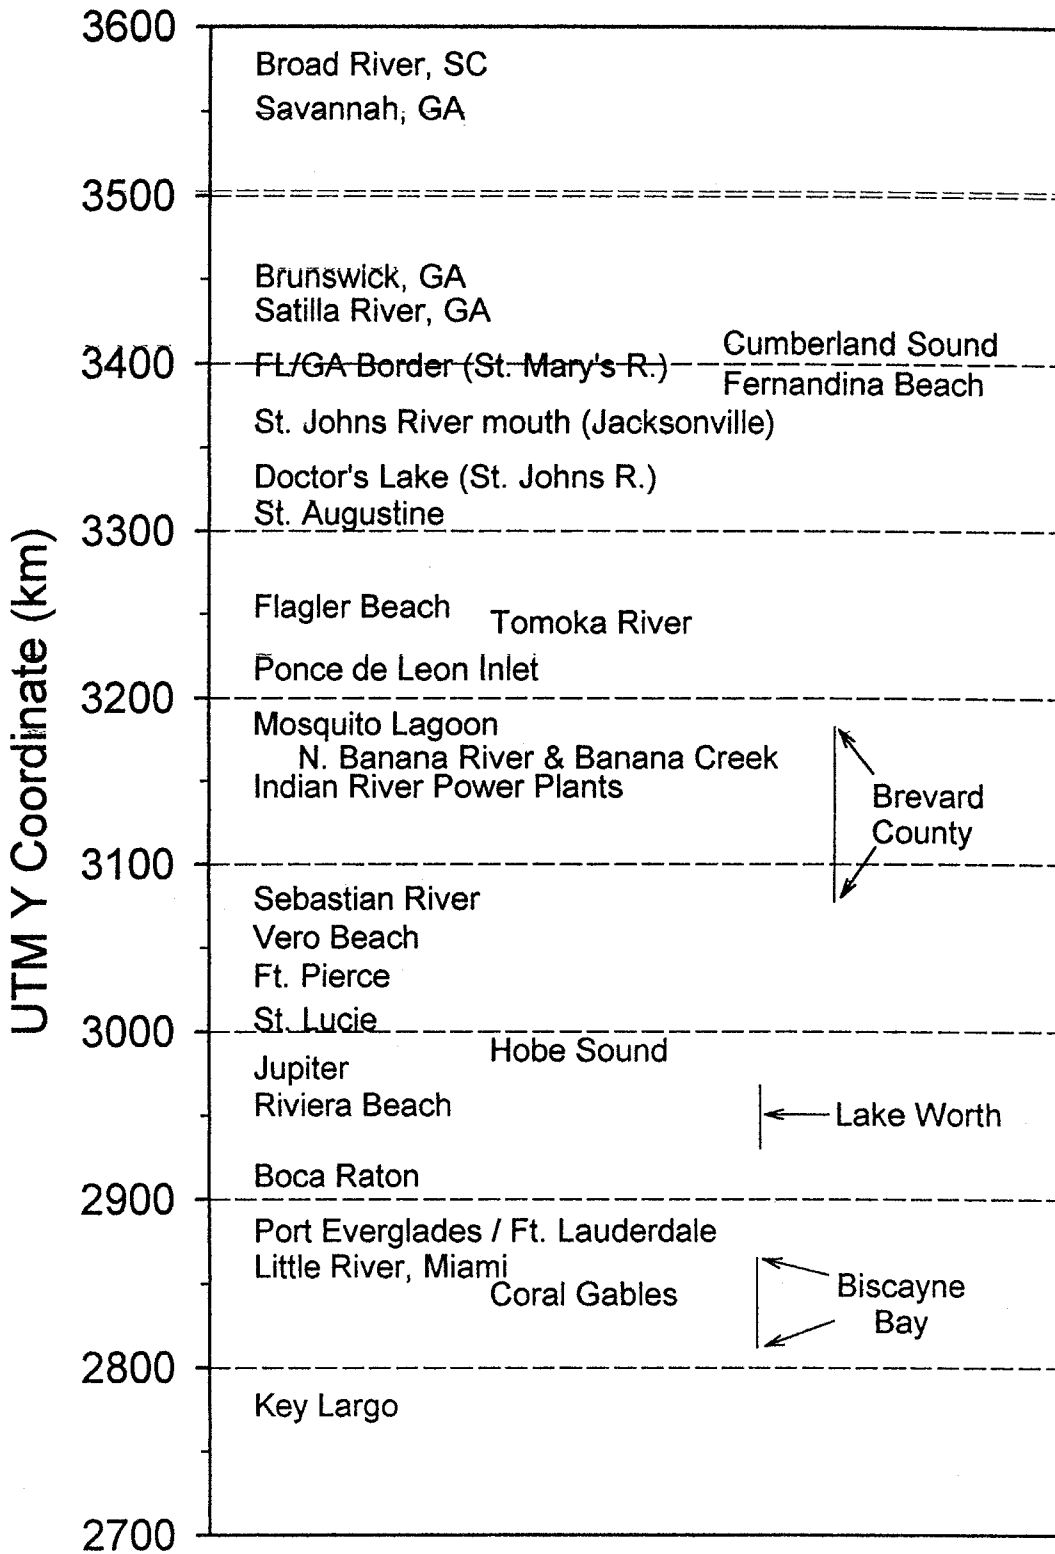 3600
Broad River, SC
Savannah, GA
3500
Brunswick, GA
Satilla River, GA
Cumberland Sound
3400
FL/GA Border (St. Mary's R.)
Fernandina Beach
St. Johns River mouth (Jacksonville)
Doctor's Lake (St. Johns R.)
St. Augustine
3300
Flagler Beach
Tomoka River
Ponce de Leon Inlet
3200
Mosquito Lagoon
N. Banana River & Banana Creek
Indian River Power Plants
Brevard
County
3100
Sebastian River
Vero Beach
Ft. Pierce
St. Lucie
3000
Hobe Sound
Jupiter
Riviera Beach
Lake Worth
Boca Raton
2900
Port Everglades / Ft. Lauderdale
Little River, Miami
Coral Gables
Biscayne
Bay
2800
Key Largo
2700
UTM Y Coordinate (km)